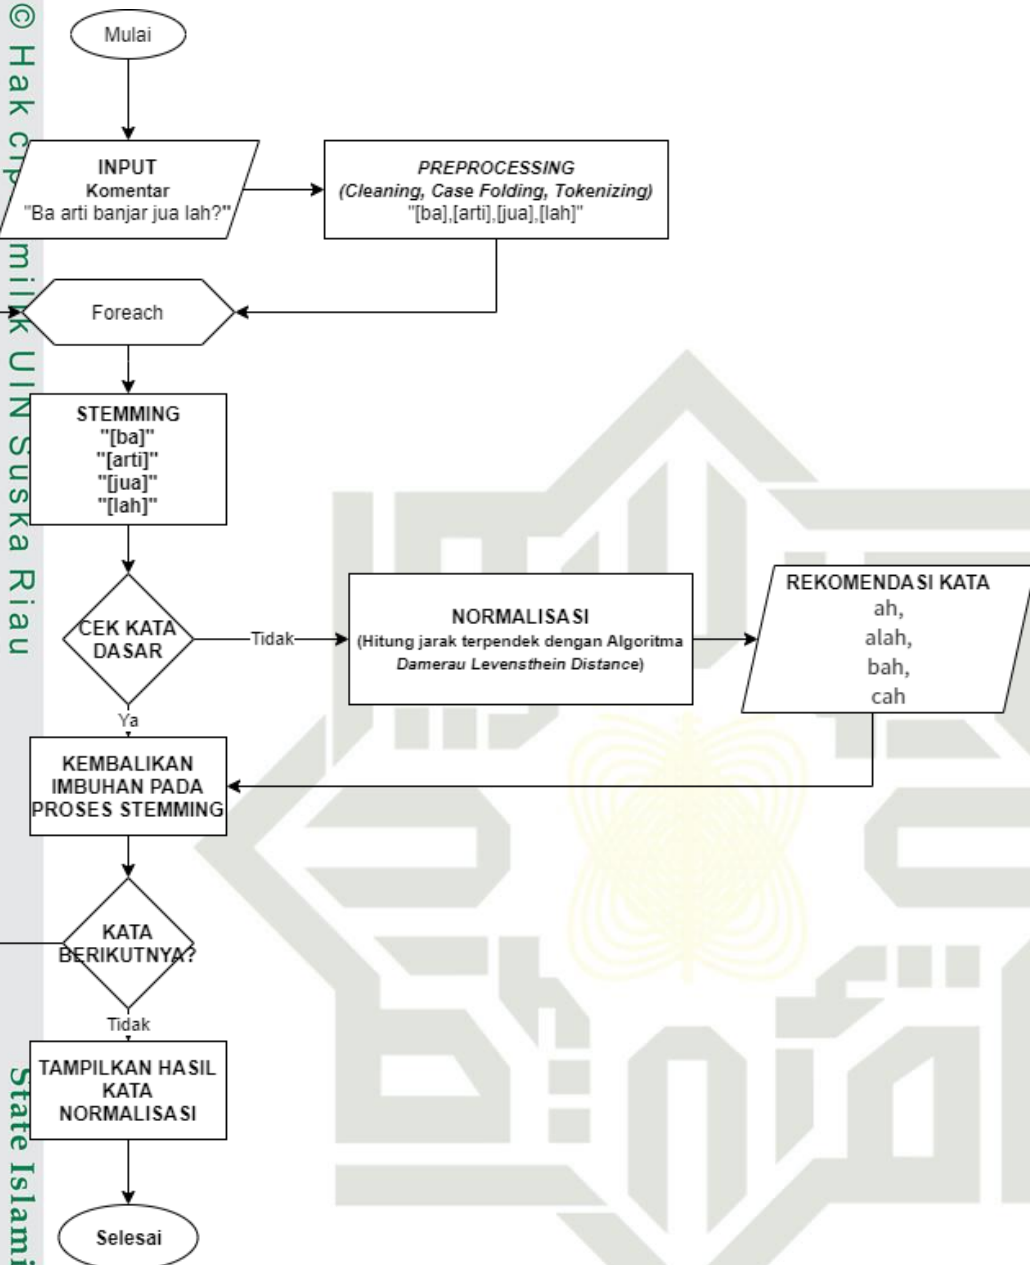 © Hak cip
milik UIN Suska Riau
State Islami
Mulai
INPUT
Komentar
"Ba arti banjar jua lah?"
PREPROCESSING
(Cleaning, Case Folding, Tokenizing)
"[ba],[arti],[jua],[lah]"
Foreach
STEMMING
"[ba]"
"[arti]"
"[jua]"
"[lah]"
CEK KATA
DASAR
Tidak
NORMALISASI
(Hitung jarak terpendek dengan Algoritma
Damerau Levensthein Distance)
REKOMENDASI KATA
ah,
alah,
bah,
cah
Ya
KEMBALIKAN
IMBUHAN PADA
PROSES STEMMING
KATA
BERIKUTNYA?
Tidak
TAMPILKAN HASIL
KATA
NORMALISASI
Selesai